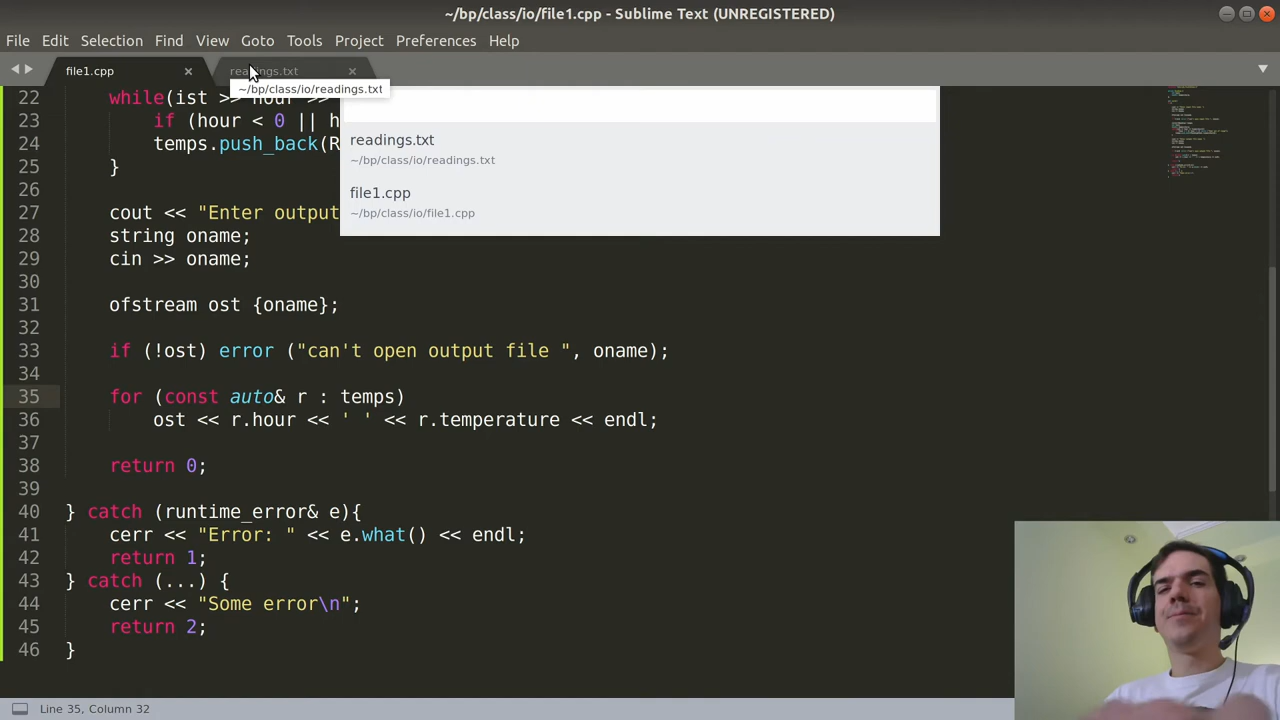 ~/bp/class/io/file1.cpp - Sublime Text (UNREGISTERED)
File Edit Selection Find View Goto Tools Project Preferences Help
file1.cpp readings.txt
~/bp/class/io/readings.txt
22 while(ist >> hour >>
23 if (hour < 0 || h
24 temps.push_back(R
25 }
26
27 cout << "Enter output
28 string oname;
29 cin >> oname;
30
31 ofstream ost {oname};
32
33 if (!ost) error ("can't open output file ", oname);
34
35 for (const auto& r : temps)
36 ost << r.hour << ' ' << r.temperature << endl;
37
38 return 0;
39
40 } catch (runtime_error& e){
41 cerr << "Error: " << e.what() << endl;
42 return 1;
43 } catch (...) {
44 cerr << "Some error\n";
45 return 2;
46 }
readings.txt
~/bp/class/io/readings.txt
file1.cpp
~/bp/class/io/file1.cpp
Line 35, Column 32